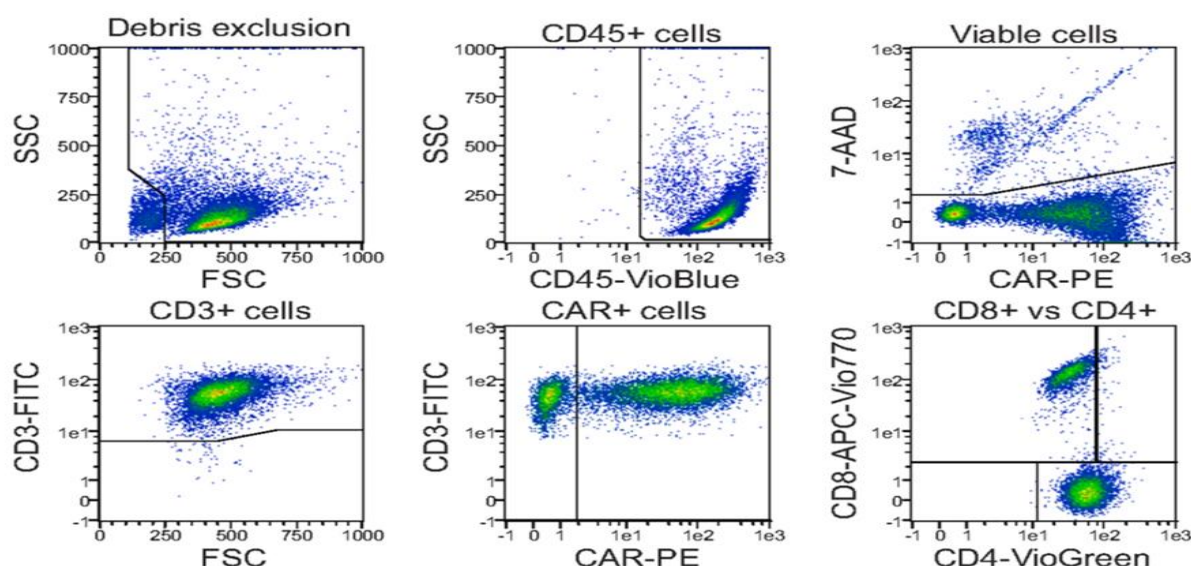 Debris exclusion
CD45+ cells
Viable cells
1000
750
500
250
0
SSC
0 250 500 750 1000
FSC
1000
750
500
250
0
SSC
-1 0 1 1e1 1e2 1e3
CD45-VioBlue
1e3
1e2
1e1
1
0
-1
7-AAD
-1 0 1 1e1 1e2 1e3
CAR-PE
CD3+ cells
CAR+ cells
CD8+ vs CD4+
1e3
1e2
1e1
1
0
-1
CD3-FITC
0 250 500 750 1000
FSC
1e3
1e2
1e1
1
0
-1
CD3-FITC
-1 0 1 1e1 1e2 1e3
CAR-PE
1e3
1e2
1e1
1
0
-1
CD8-APC-Vio770
-1 0 1 1e1 1e2 1e3
CD4-VioGreen